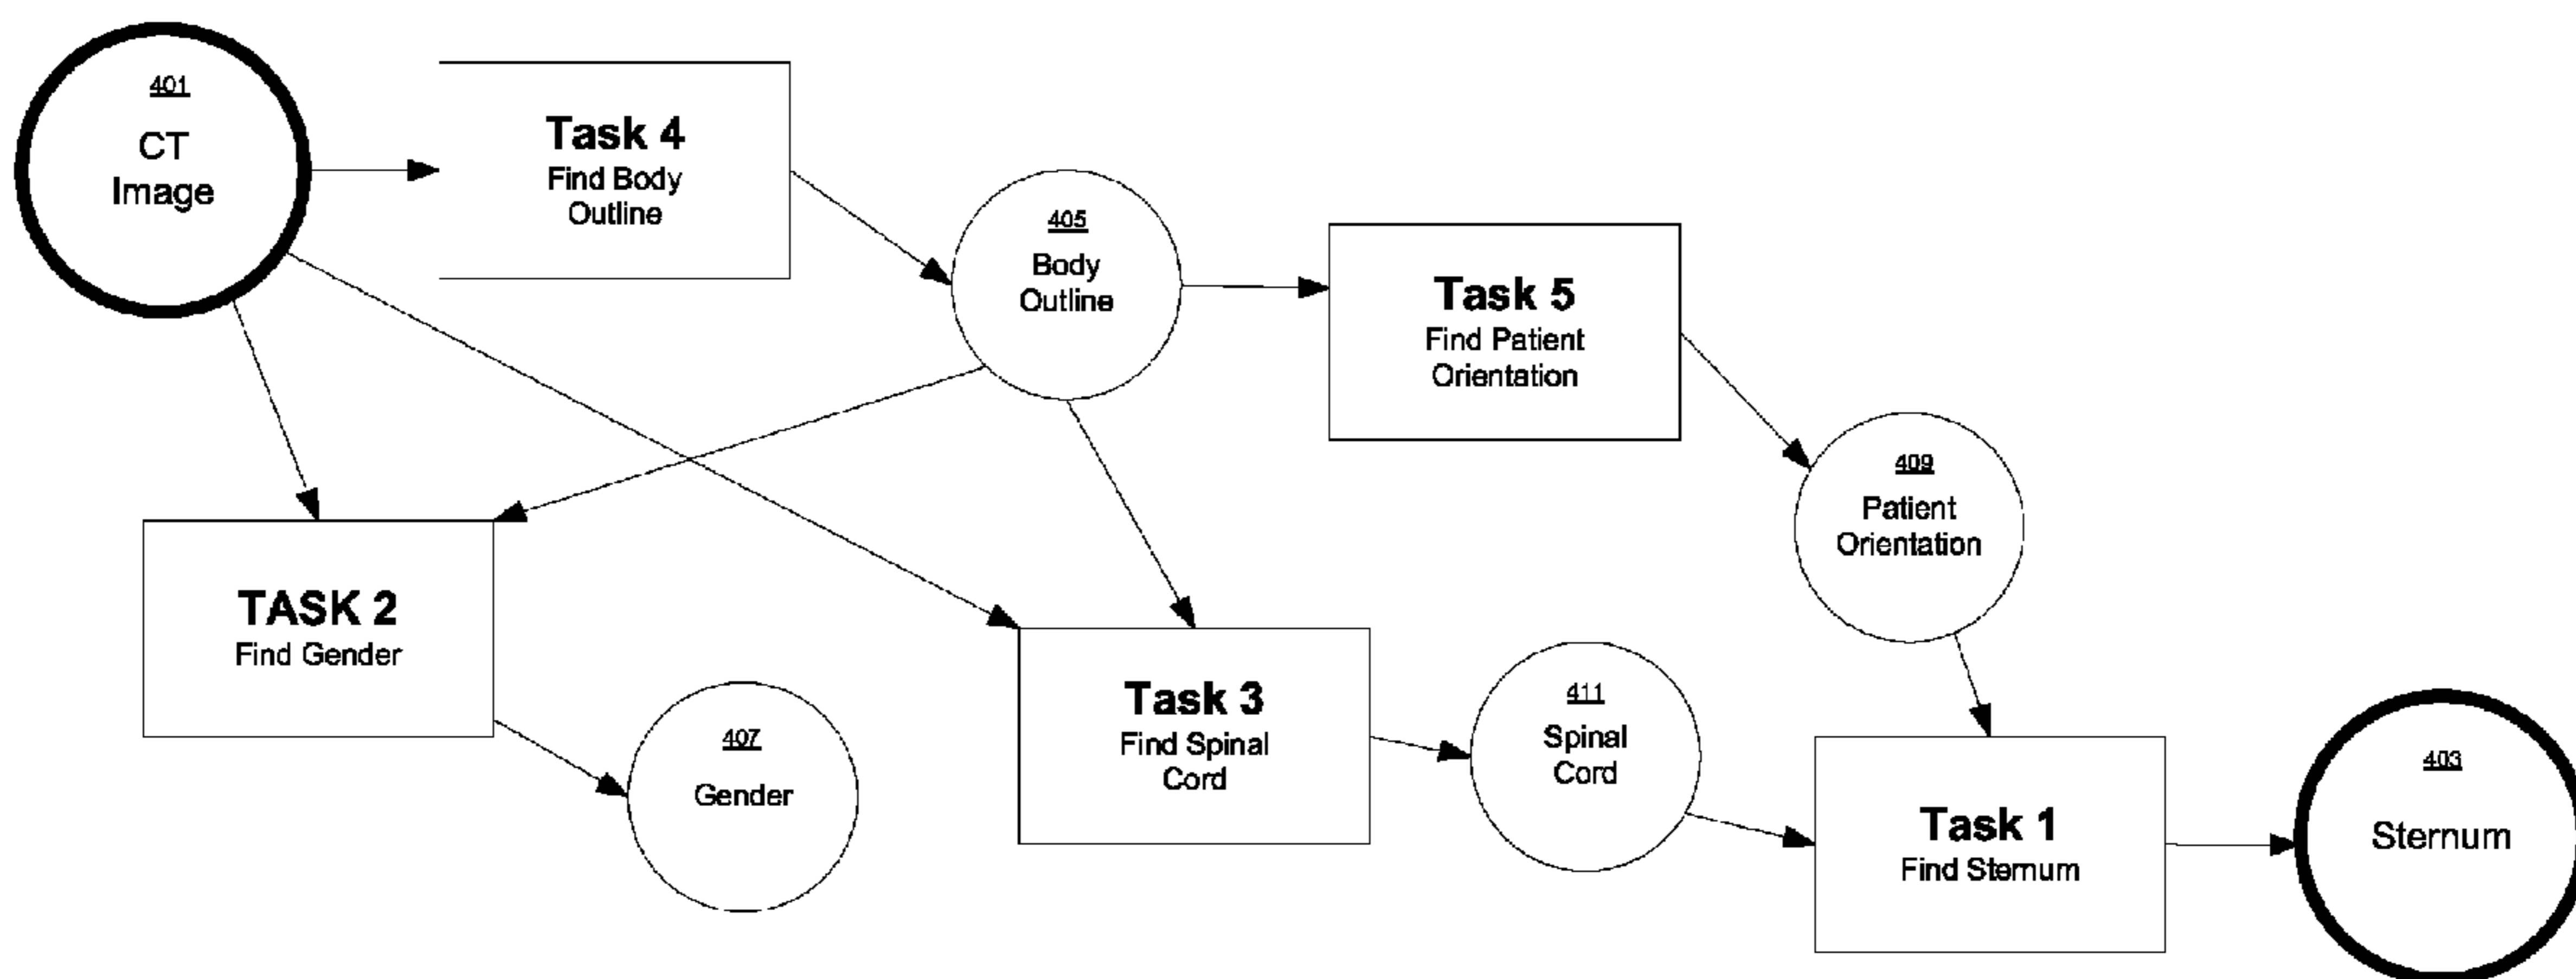 401
CT
Image
Task 4
Find Body
Outline
405
Body
Outline
Task 5
Find Patient
Orientation
409
Patient
Orientation
TASK 2
Find Gender
407
Gender
Task 3
Find Spinal
Cord
411
Spinal
Cord
Task 1
Find Sternum
403
Sternum